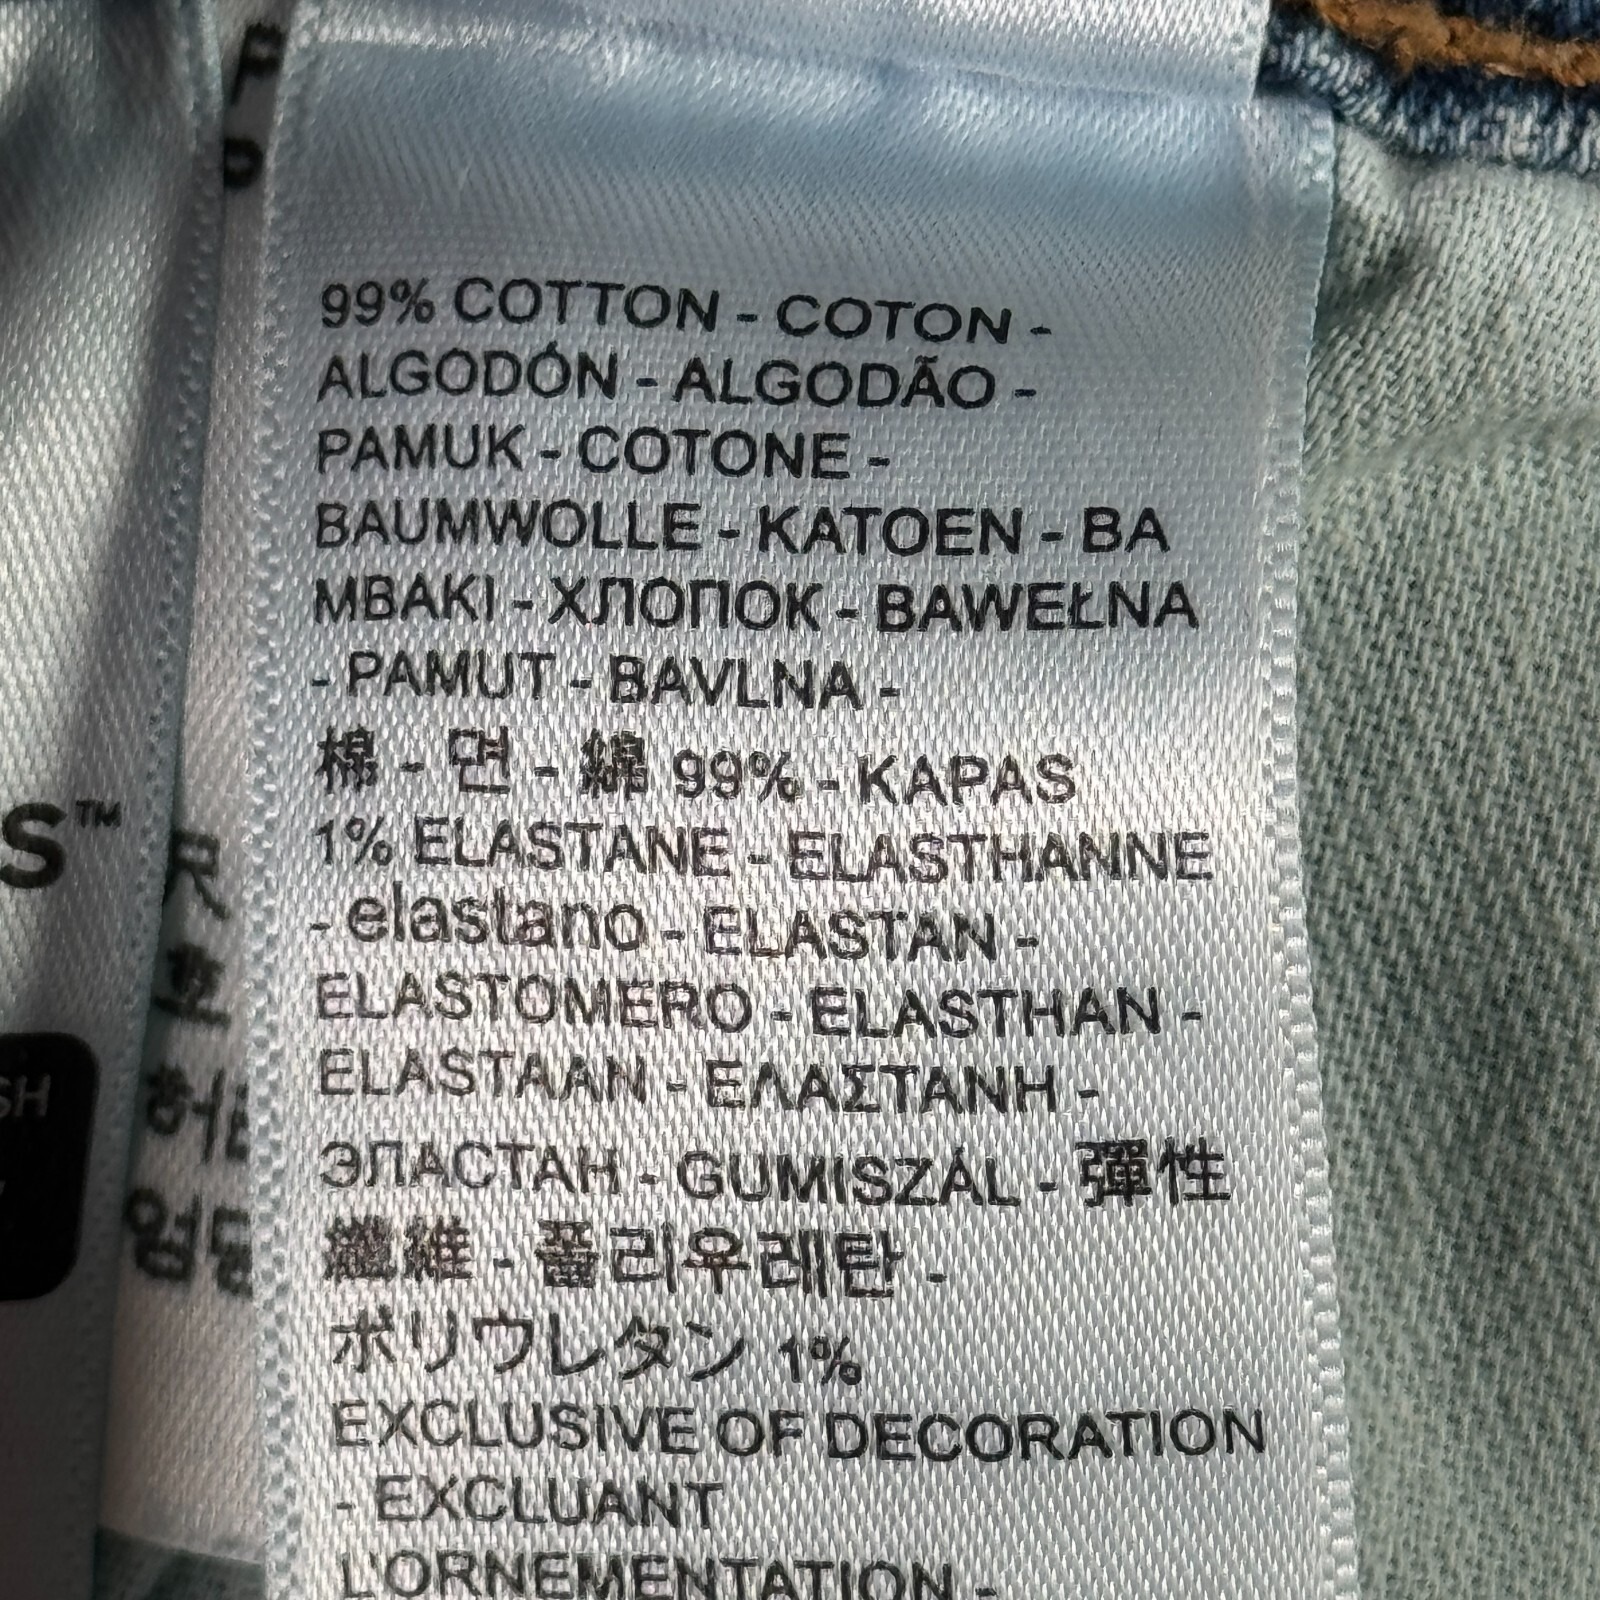 99% COTTON - COTON -
ALGODÓN - ALGODÃO -
PAMUK - COTONE -
BAUMWOLLE - KATOEN - BA
MBAKI - ХЛОПОК - BAWEŁNA
- PAMUT - BAVLNA -
棉 - 면 - 綿 99% - KAPAS
1% ELASTANE - ELASTHANNE
- elastano - ELASTAN -
ELASTOMERO - ELASTHAN -
ELASTAAN - ΕΛΑΣΤΑΝΗ -
ЭЛАСТАН - GUMISZÁL - 彈性
纖維 - 폴리우레탄 -
ポリウレタン 1%
EXCLUSIVE OF DECORATION
- EXCLUANT
L'ORNEMENTATION -
S™
SH